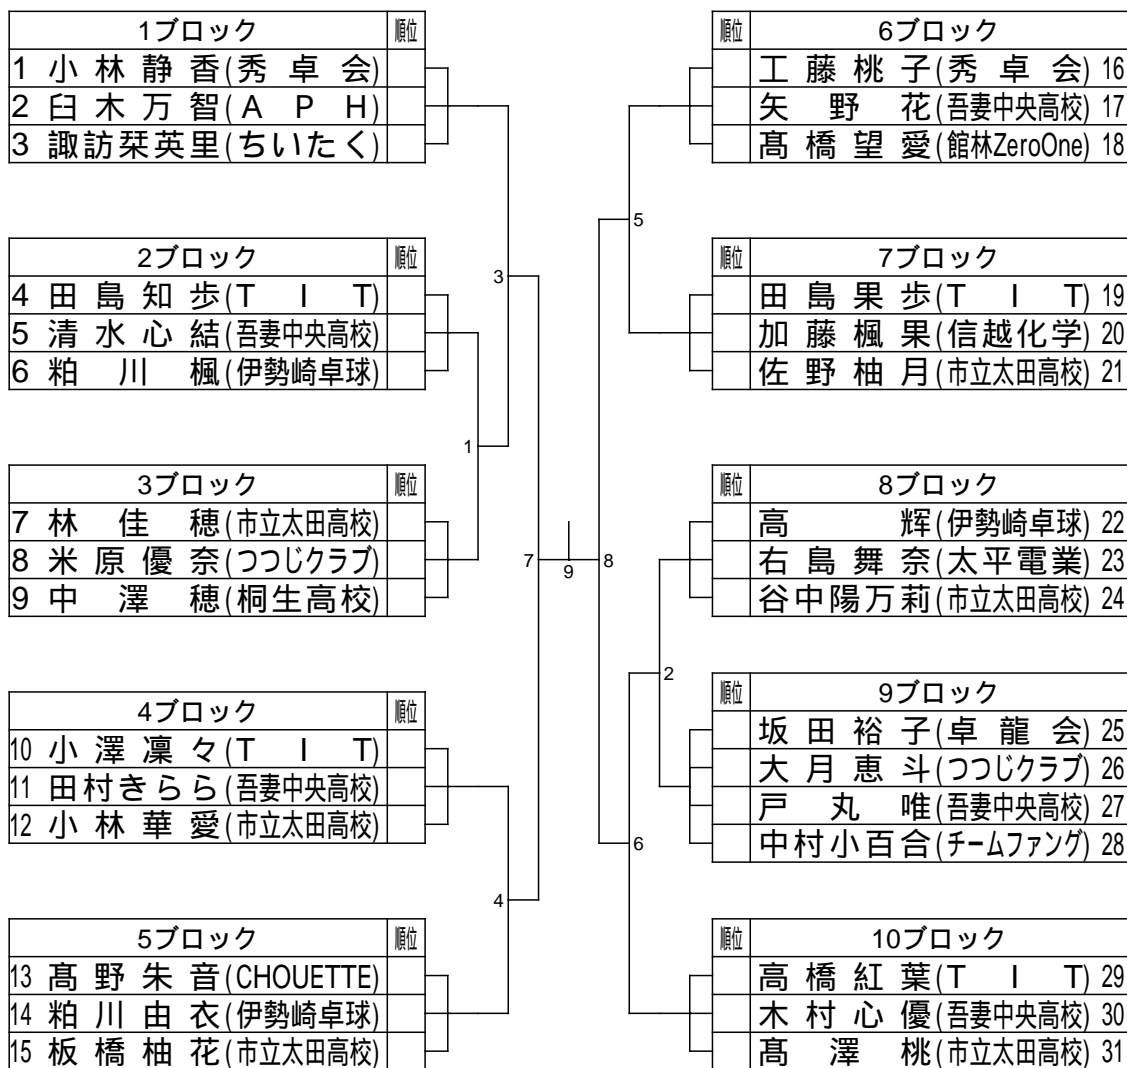 1ブロック 順位
1 小林静香(秀卓会)
2 臼木万智(APH)
3 諏訪栞英里(ちいたく)
2ブロック 順位
4 田島知歩(TIT)
5 清水心結(吾妻中央高校)
6 粕川楓(伊勢崎卓球)
3ブロック 順位
7 林佳穂(市立太田高校)
8 米原優奈(つつじクラブ)
9 中澤穂(桐生高校)
4ブロック 順位
10 小澤凜々(TIT)
11 田村きらら(吾妻中央高校)
12 小林華愛(市立太田高校)
5ブロック 順位
13 髙野朱音(CHOUETTE)
14 粕川由衣(伊勢崎卓球)
15 板橋柚花(市立太田高校)
3
1
7
4
9
8
5
2
6
順位 6ブロック
工藤桃子(秀卓会) 16
矢野花(吾妻中央高校) 17
髙橋望愛(館林ZeroOne) 18
順位 7ブロック
田島果歩(TIT) 19
加藤楓果(信越化学) 20
佐野柚月(市立太田高校) 21
順位 8ブロック
高辉(伊勢崎卓球) 22
右島舞奈(太平電業) 23
谷中陽万莉(市立太田高校) 24
順位 9ブロック
坂田裕子(卓龍会) 25
大月恵斗(つつじクラブ) 26
戸丸唯(吾妻中央高校) 27
中村小百合(チームファング) 28
順位 10ブロック
高橋紅葉(TIT) 29
木村心優(吾妻中央高校) 30
髙澤桃(市立太田高校) 31